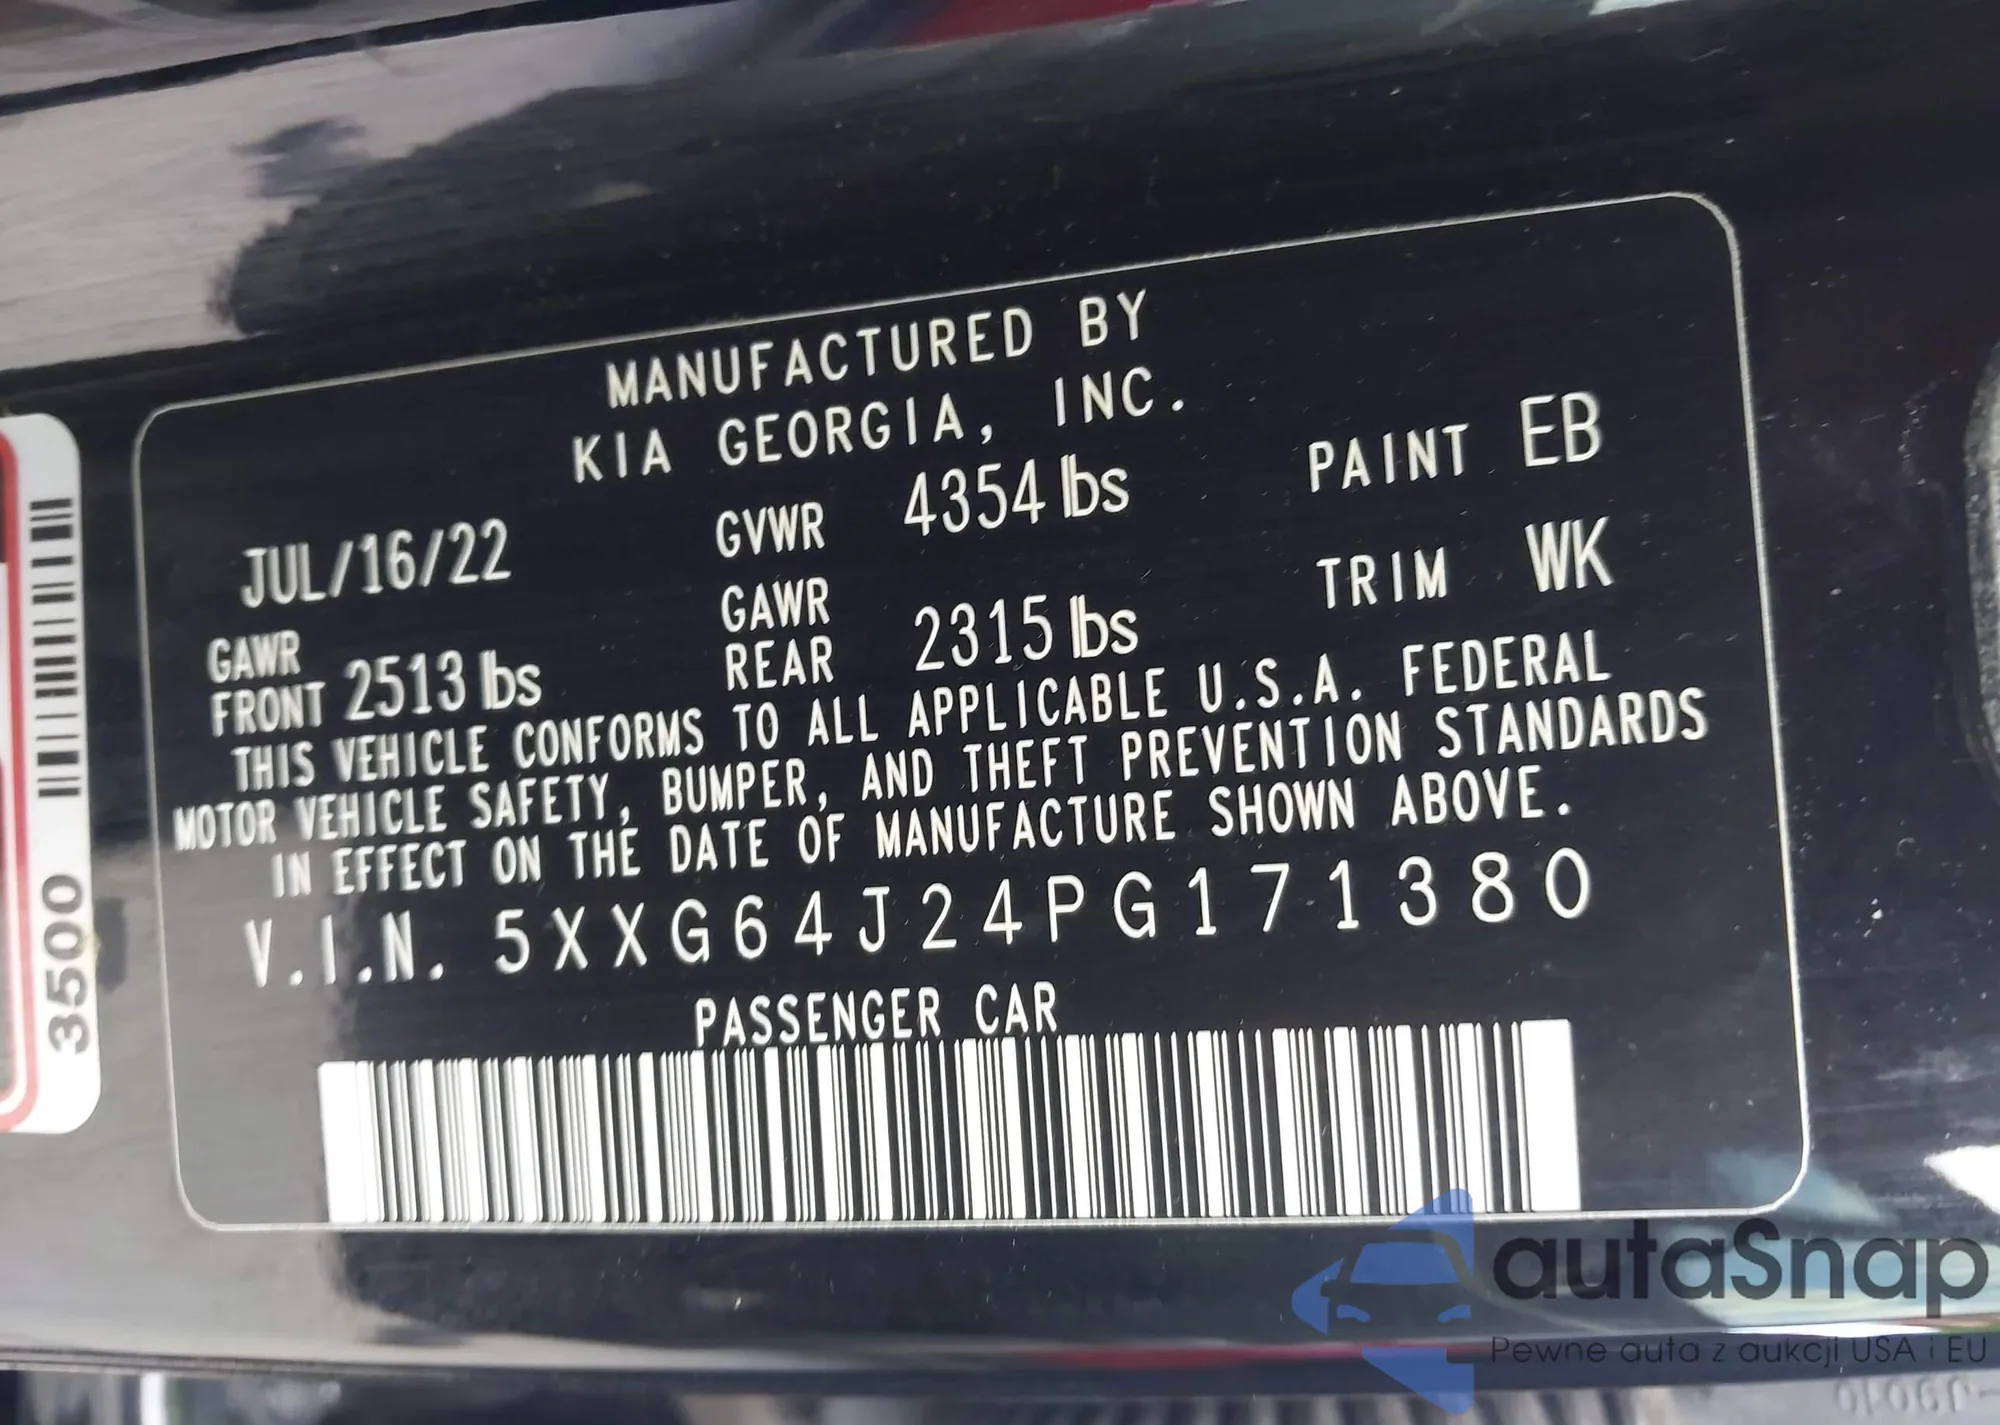 MANUFACTURED BY
KIA GEORGIA, INC.
JUL/16/22 GVWR 4354 lbs PAINT EB
GAWR FRONT 2513 lbs GAWR REAR 2315 lbs TRIM WK
THIS VEHICLE CONFORMS TO ALL APPLICABLE U.S.A. FEDERAL
MOTOR VEHICLE SAFETY, BUMPER, AND THEFT PREVENTION STANDARDS
IN EFFECT ON THE DATE OF MANUFACTURE SHOWN ABOVE.
V.I.N. 5XXG64J24PG171380
PASSENGER CAR
3500
autaSnap
Pewne auta z aukcji USA i EU